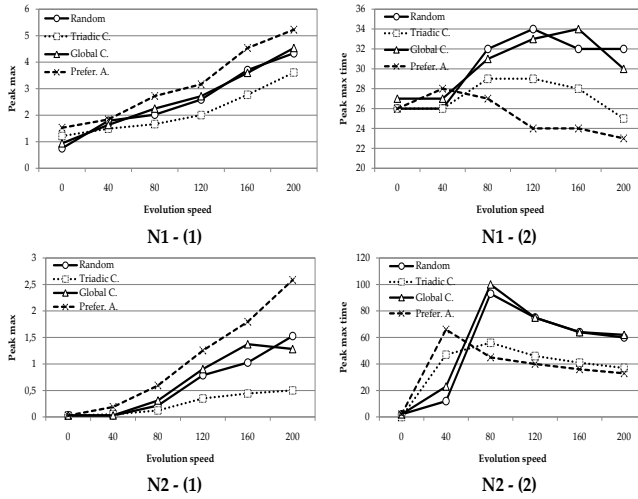 6
5
4
3
2
1
0
Peak max
Random
Triadic C.
Global C.
Prefer. A.
0 40 80 120 160 200
Evolution speed
N1 - (1)
36
34
32
30
28
26
24
22
Peak max time
Random
Triadic C.
Global C.
Prefer. A.
0 40 80 120 160 200
Evolution speed
N1 - (2)
3
2,5
2
1,5
1
0,5
0
Peak max
Random
Triadic C.
Global C.
Prefer. A.
0 40 80 120 160 200
Evolution speed
N2 - (1)
120
100
80
60
40
20
0
Peak max time
Random
Triadic C.
Global C.
Prefer. A.
0 40 80 120 160 200
Evolution speed
N2 - (2)